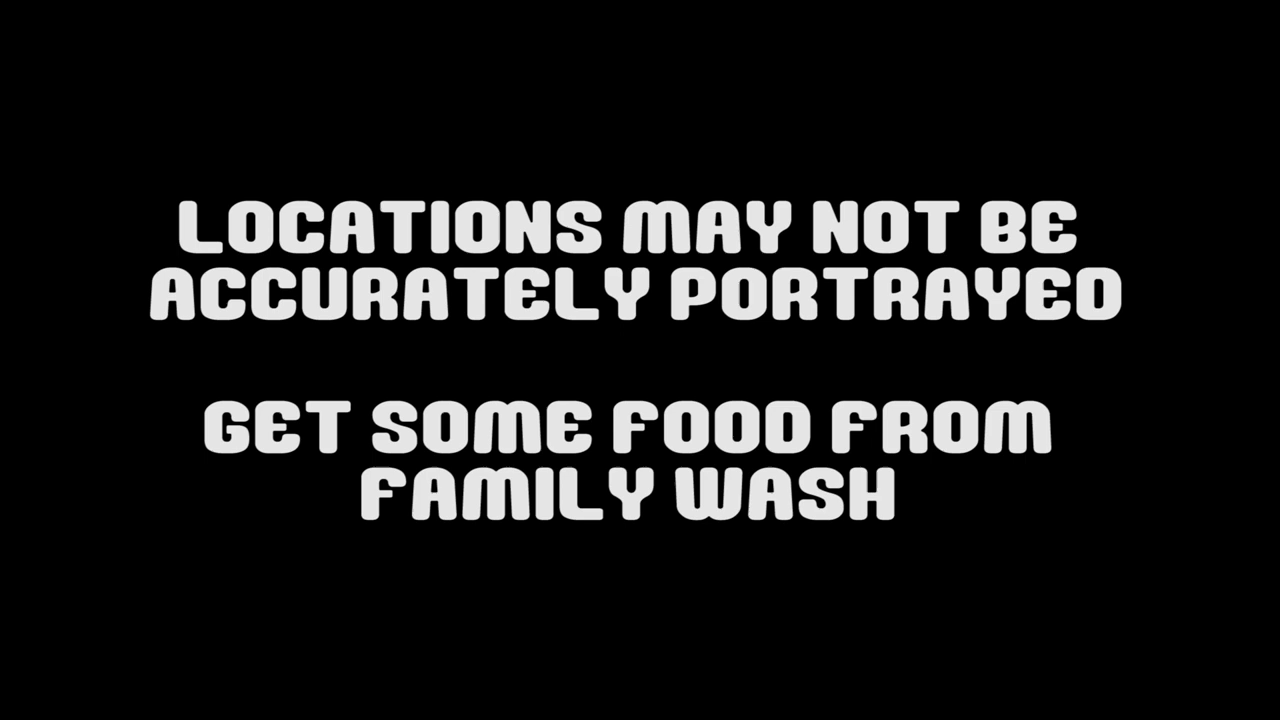 LOCATIONS MAY NOT BE
ACCURATELY PORTRAYED
GET SOME FOOD FROM
FAMILY WASH